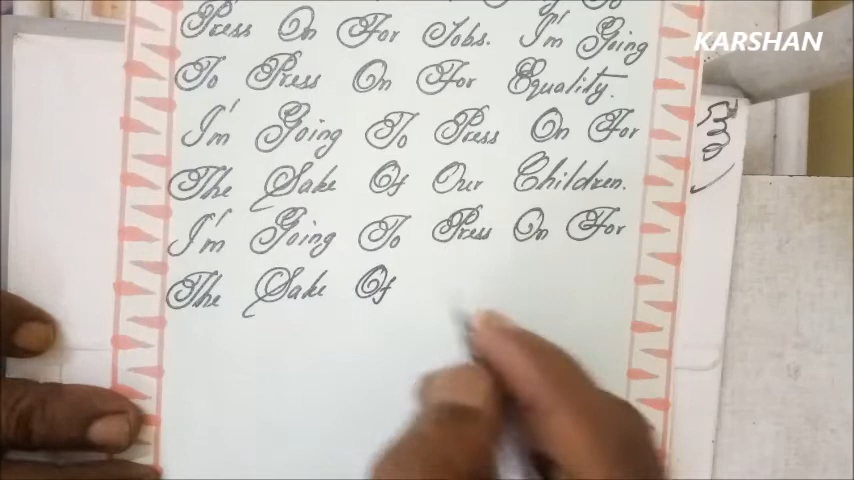 To
Press On For Jobs. I'm Going
To Press On For Equality.
I'm Going To Press On For
The Sake Of Our Children.
I'm Going To Press On For
The Sake Of
KARSHAN